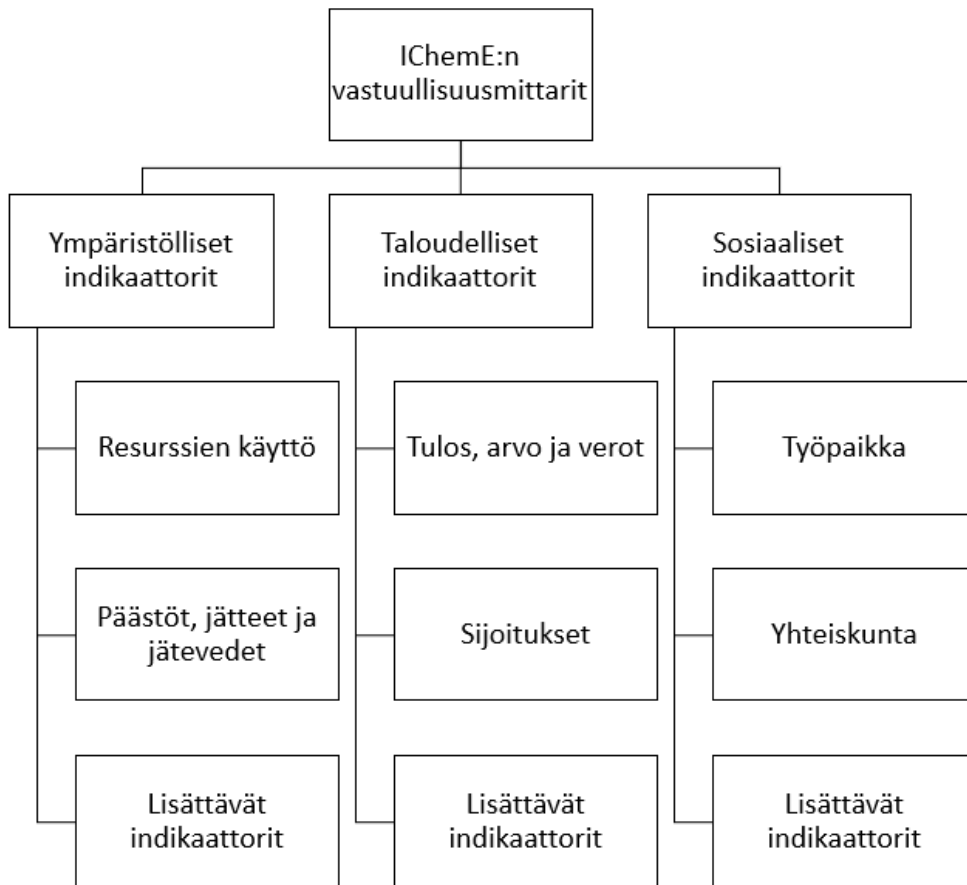 IChemE:n
vastuullisuusmittarit
Ympäristölliset
indikaattorit
Taloudelliset
indikaattorit
Sosiaaliset
indikaattorit
Resurssien käyttö
Tulos, arvo ja verot
Työpaikka
Päästöt, jätteet ja
jätevedet
Sijoitukset
Yhteiskunta
Lisättävät
indikaattorit
Lisättävät
indikaattorit
Lisättävät
indikaattorit